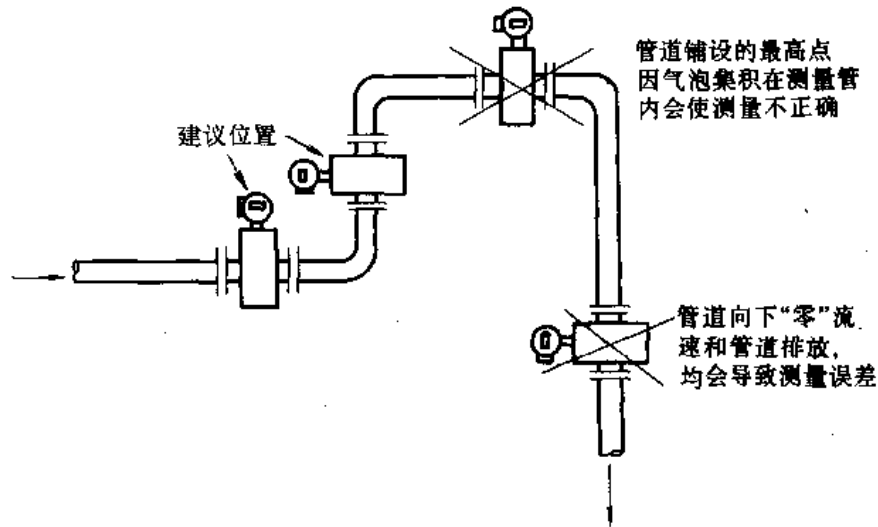 管道铺设的最高点
因气泡集积在测量管
内会使测量不正确
建议位置
管道向下“零”流
速和管道排放,
均会导致测量误差